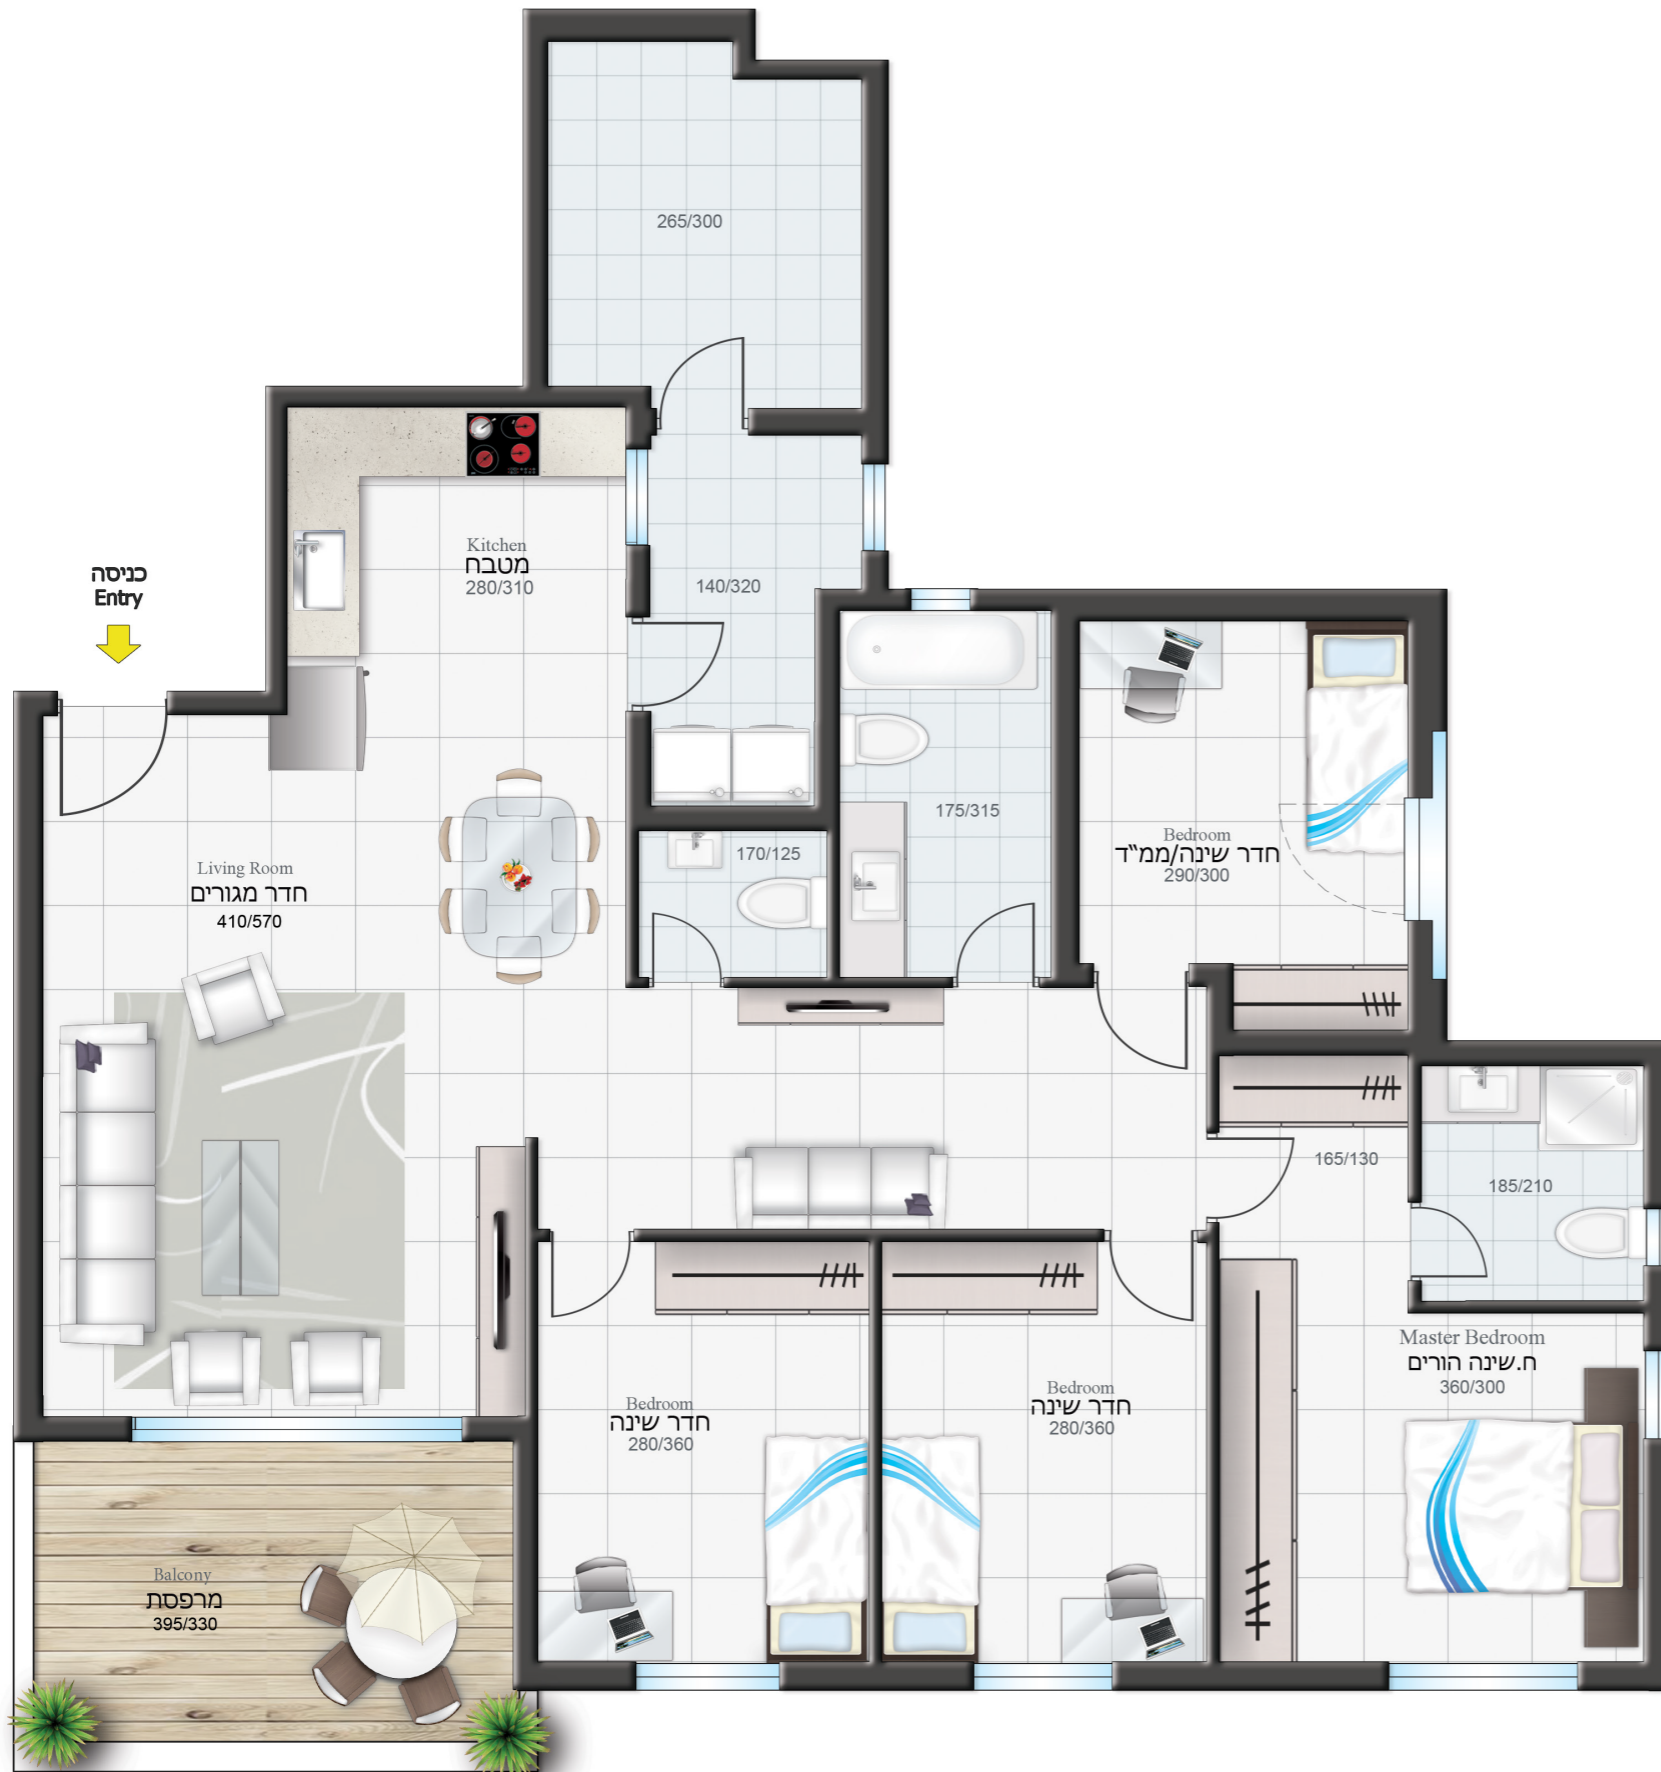 265/300
Kitchen
מטבח
280/310
כניסה
Entry
140/320
175/315
170/125
Bedroom
חדר שינה/ממ"ד
290/300
Living Room
חדר מגורים
410/570
165/130
185/210
Master Bedroom
ח.שינה הורים
360/300
Bedroom
חדר שינה
280/360
Bedroom
חדר שינה
280/360
Balcony
מרפסת
395/330